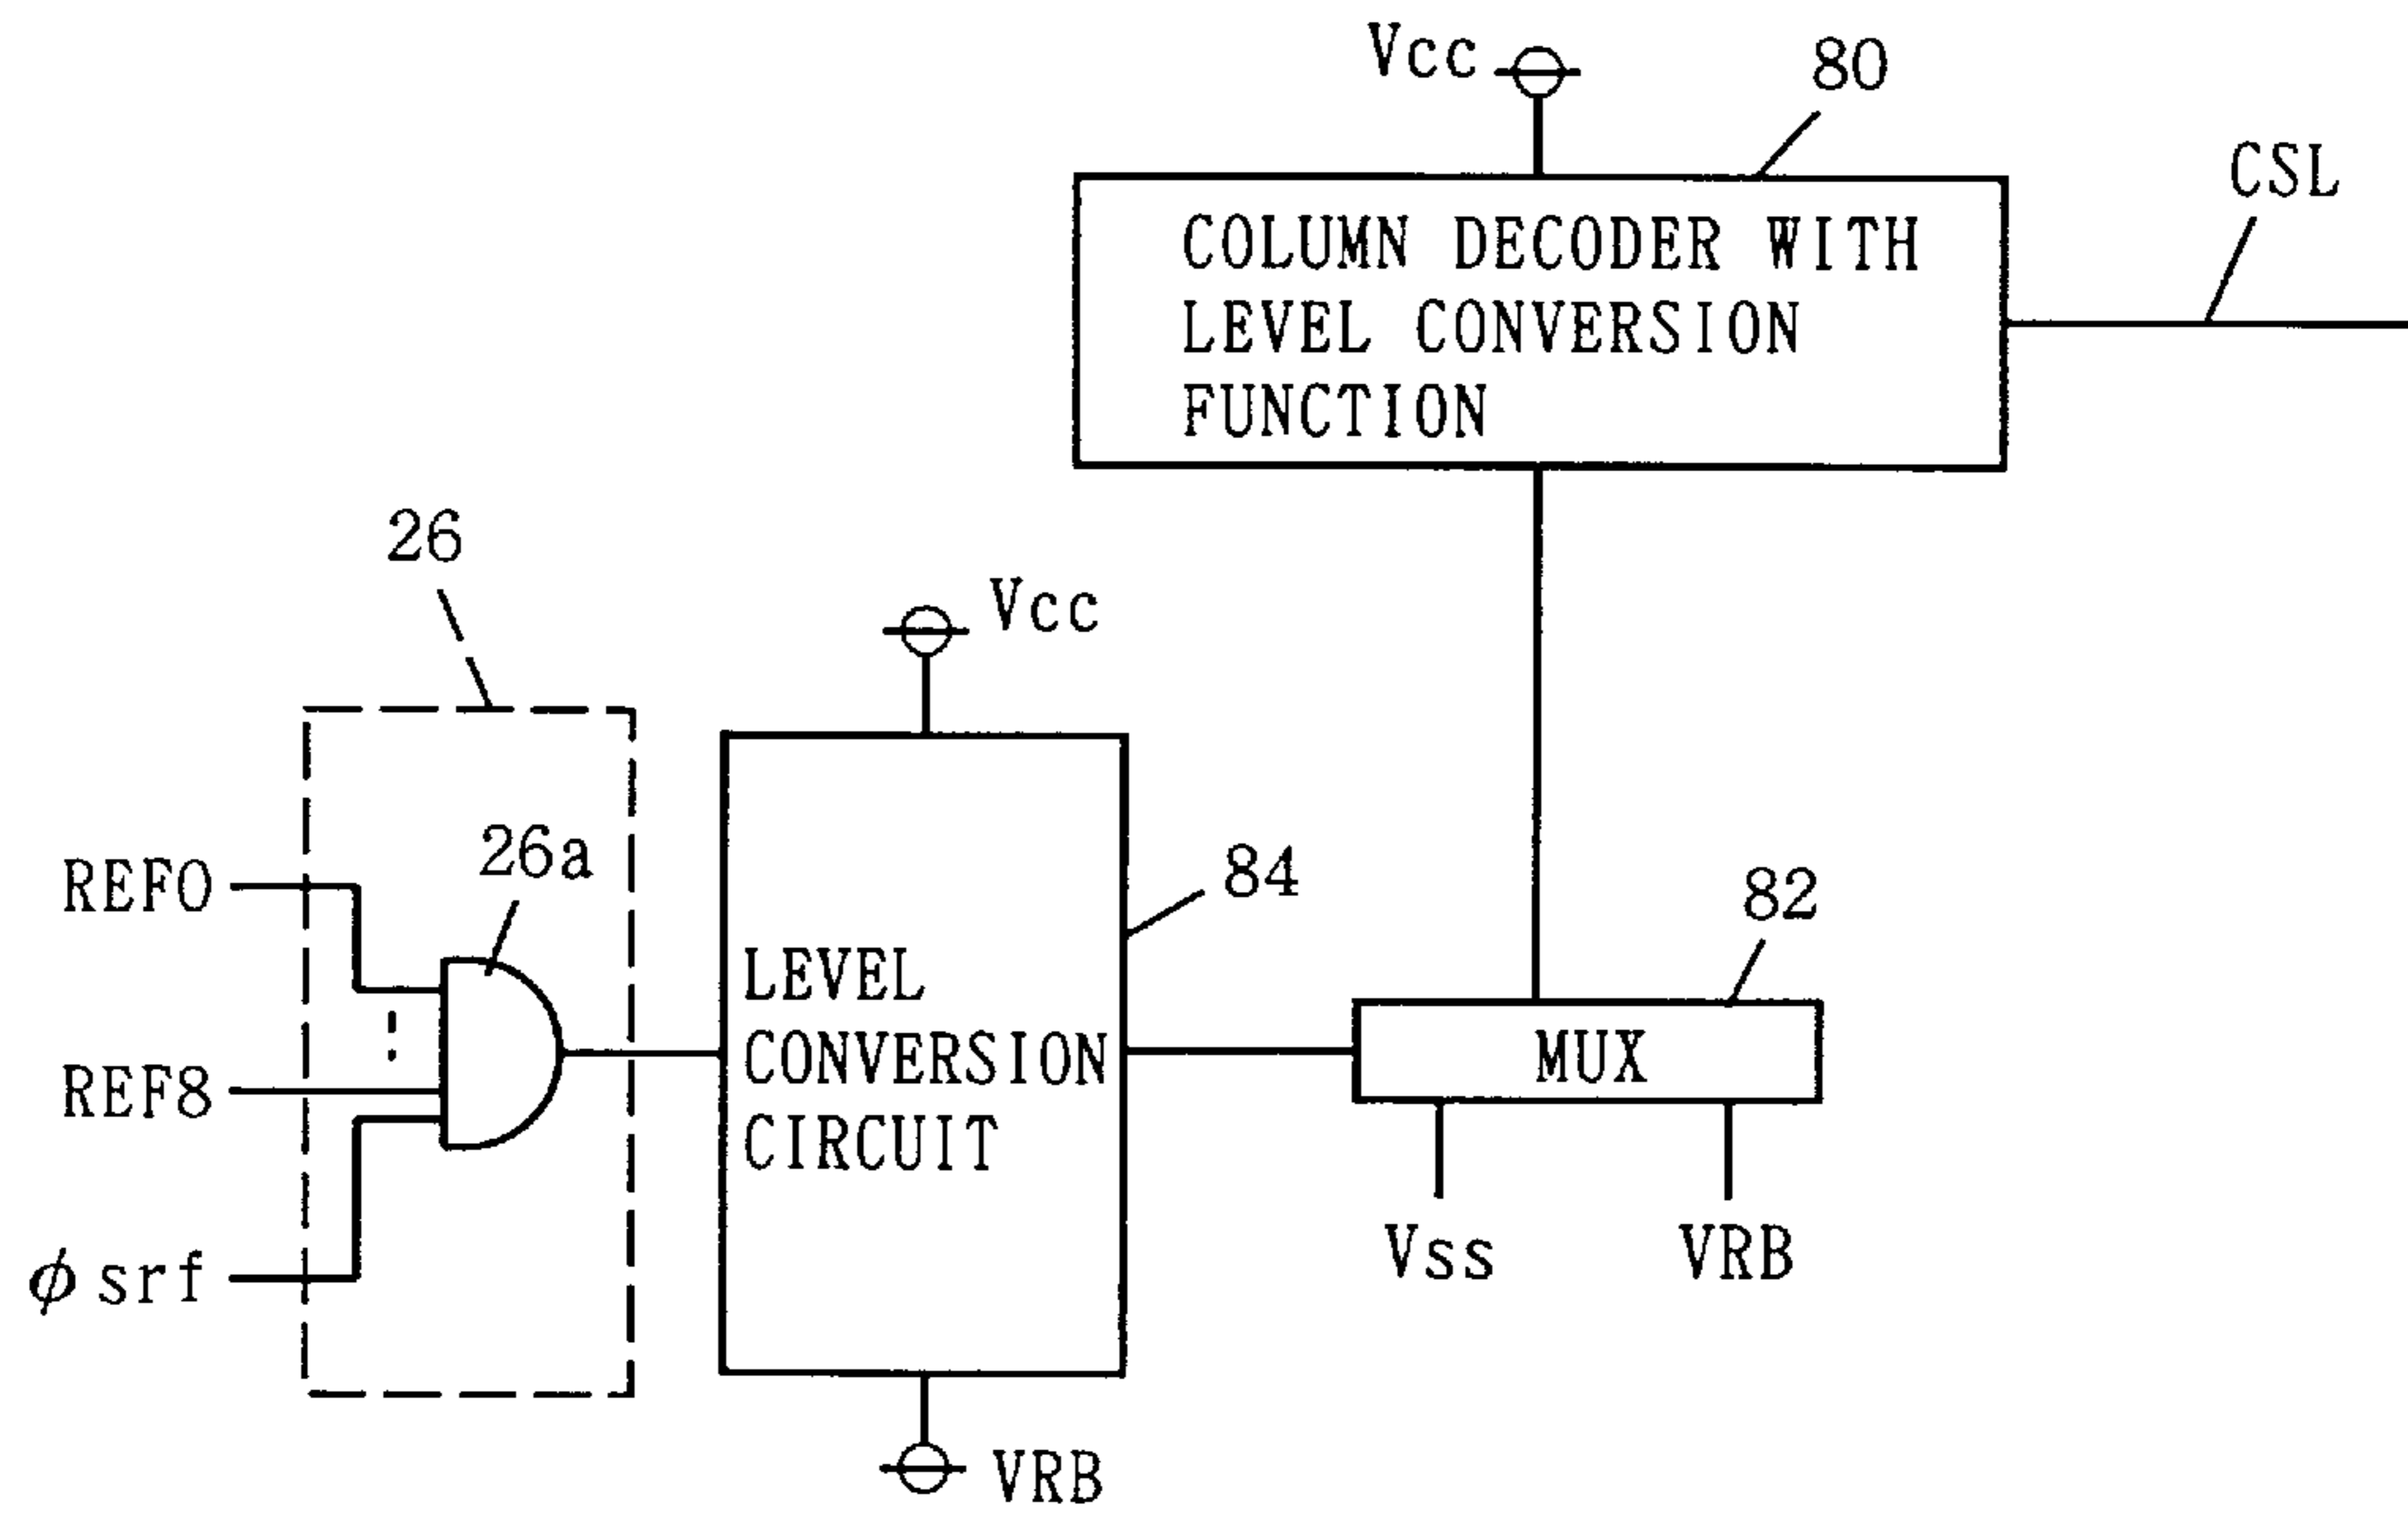 Vcc
80
CSL
COLUMN DECODER WITH
LEVEL CONVERSION
FUNCTION
26
Vcc
26a
84
82
REF0
REF8
ϕ srf
LEVEL
CONVERSION
CIRCUIT
MUX
Vss
VRB
VRB